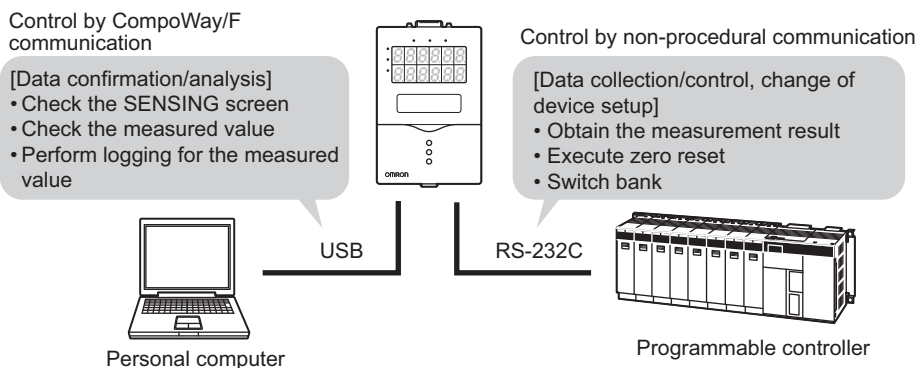 Control by CompoWay/F
communication
[Data confirmation/analysis]
• Check the SENSING screen
• Check the measured value
• Perform logging for the measured
value
OMRON
Control by non-procedural communication
[Data collection/control, change of
device setup]
• Obtain the measurement result
• Execute zero reset
• Switch bank
USB
RS-232C
Personal computer
Programmable controller